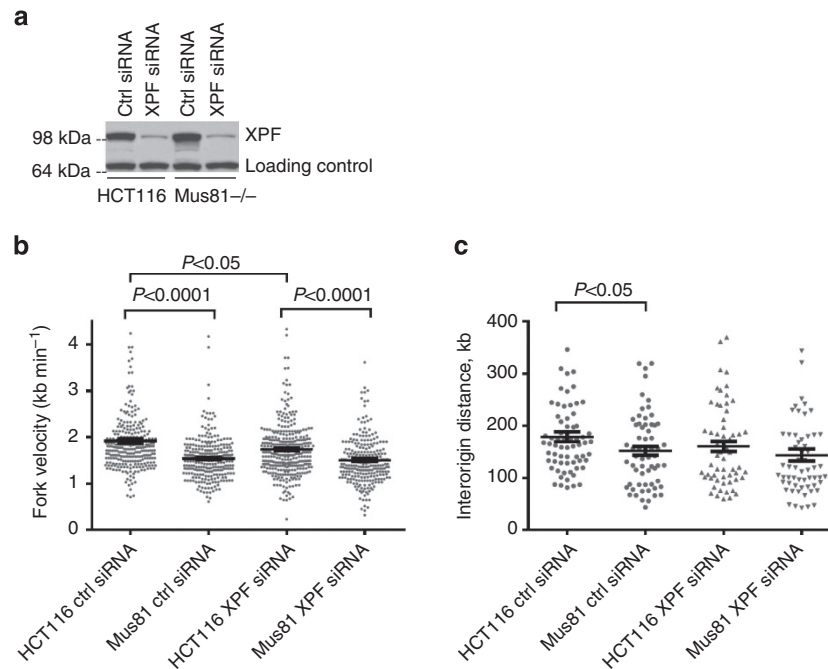 a
Ctrl siRNA
XPF siRNA
Ctrl siRNA
XPF siRNA
98 kDa --
XPF
64 kDa --
Loading control
HCT116 Mus81–/–
b
P<0.05
P<0.0001
P<0.0001
Fork velocity (kb min⁻¹)
4
3
2
1
0
HCT116 ctrl siRNA
Mus81 ctrl siRNA
HCT116 XPF siRNA
Mus81 XPF siRNA
c
P<0.05
Interorigin distance, kb
400
300
200
100
0
HCT116 ctrl siRNA
Mus81 ctrl siRNA
HCT116 XPF siRNA
Mus81 XPF siRNA